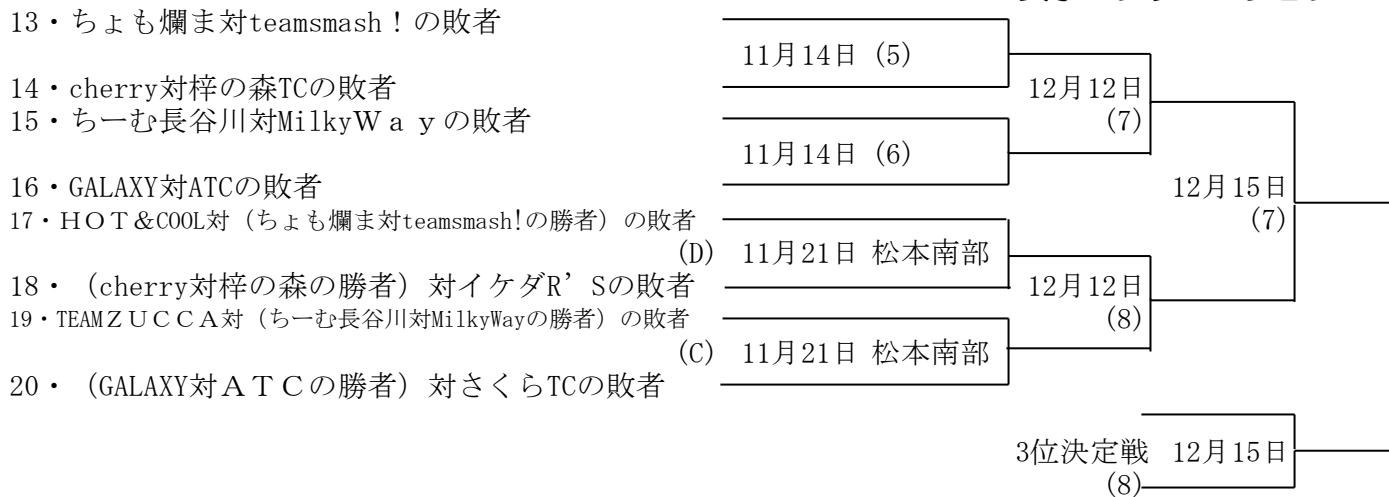 13・ちょも爛ま対teamsmash！の敗者
11月14日 (5)
14・cherry対梓の森TCの敗者
12月12日
15・ちーむ長谷川対MilkyＷａｙの敗者
(7)
11月14日 (6)
16・GALAXY対ATCの敗者
12月15日
17・ＨＯＴ＆COOL対（ちょも爛ま対teamsmash!の勝者）の敗者
(7)
(D) 11月21日 松本南部
18・（cherry対梓の森の勝者）対イケダR’Sの敗者
12月12日
19・TEAMＺＵＣＣＡ対（ちーむ長谷川対MilkyWayの勝者）の敗者
(8)
(C) 11月21日 松本南部
20・（GALAXY対ＡＴＣの勝者）対さくらTCの敗者
3位決定戦 12月15日
(8)